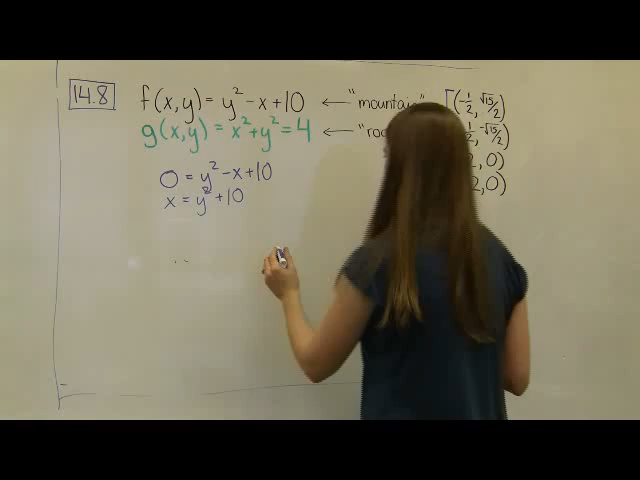 14.8
f(x,y) = y² - x + 10 ← "mountain" [(-1/2, √15/2)
g(x,y) = x² + y² = 4 ← "roa 1/2, -√15/2)
0 = y² - x + 10 2, 0)
x = y² + 10 2, 0)